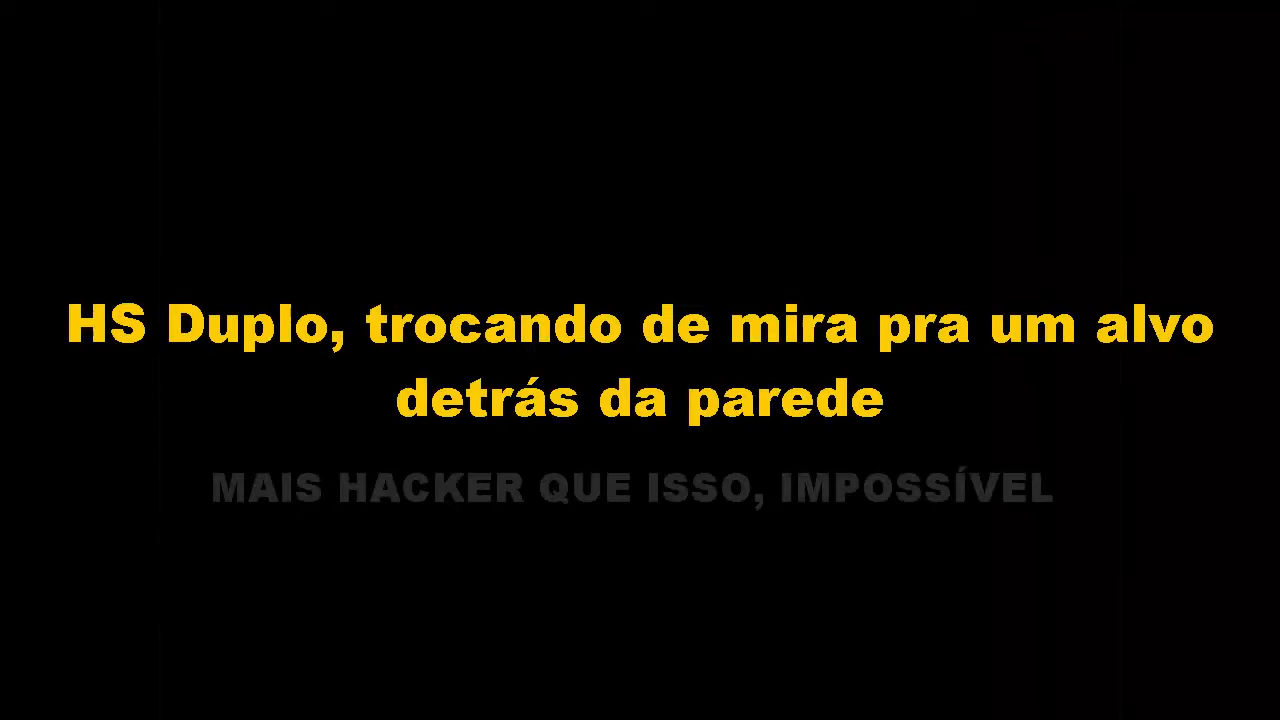 HS Duplo, trocando de mira pra um alvo
detrás da parede
MAIS HACKER QUE ISSO, IMPOSSÍVEL